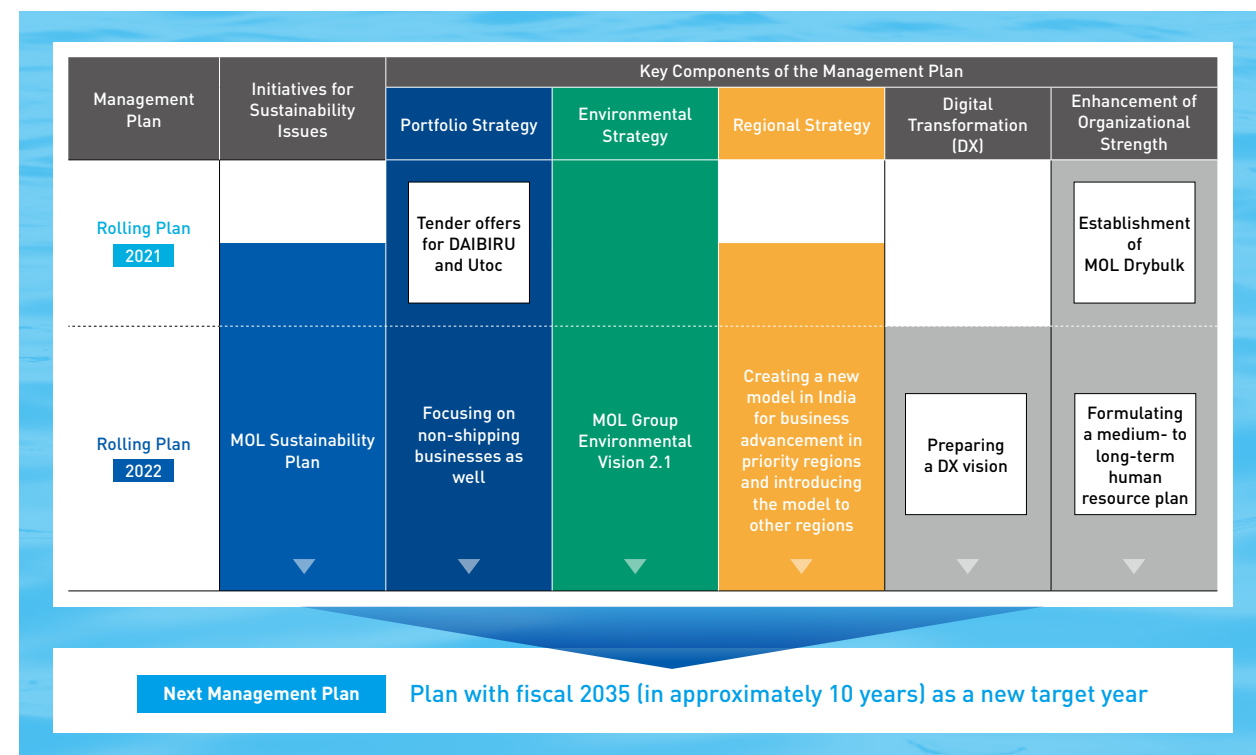 Key Components of the Management Plan
Management
Plan
Initiatives for
Sustainability
Issues
Portfolio Strategy
Environmental
Strategy
Regional Strategy
Digital
Transformation
(DX)
Enhancement of
Organizational
Strength
Rolling Plan
2021
Tender offers
for DAIBIRU
and Utoc
Establishment
of
MOL Drybulk
Rolling Plan
2022
MOL Sustainability
Plan
Focusing on
non-shipping
businesses as
well
MOL Group
Environmental
Vision 2.1
Creating a new
model in India
for business
advancement in
priority regions
and introducing
the model to
other regions
Preparing
a DX vision
Formulating
a medium- to
long-term
human
resource plan
Next Management Plan
Plan with fiscal 2035 (in approximately 10 years) as a new target year